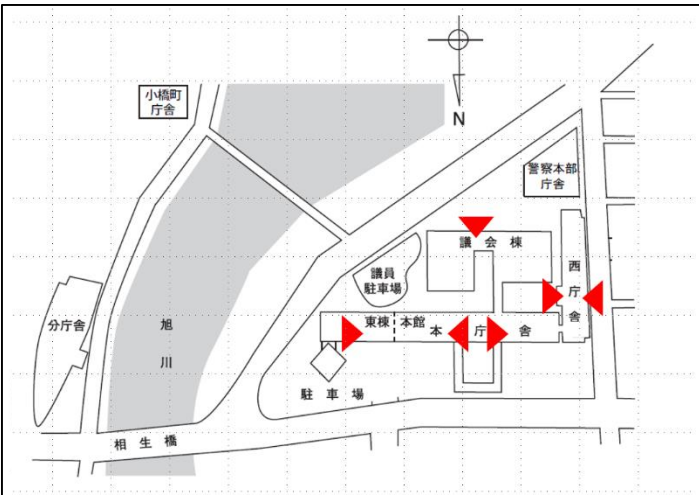 小橋町
庁舎
N
警察本部
庁舎
議会棟
議員
駐車場
西庁舎
分庁舎
旭川
東棟
本館
本庁舎
駐車場
相生橋